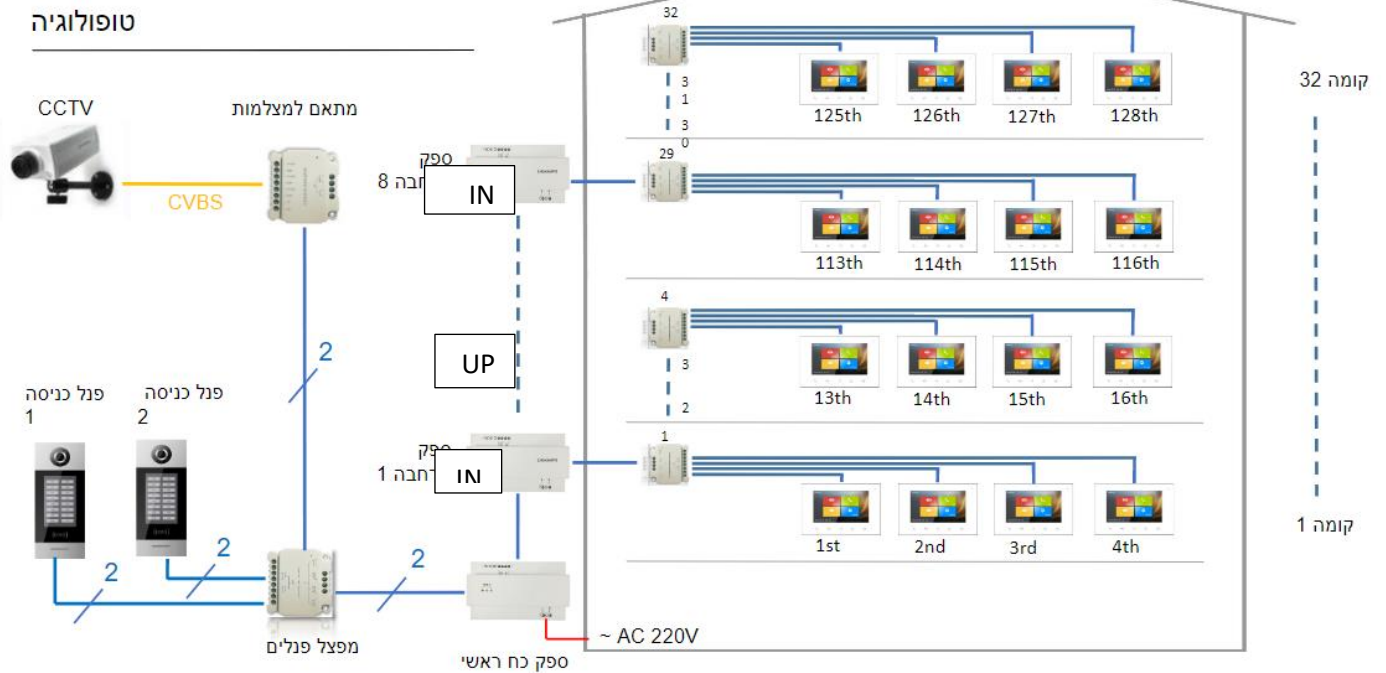 טופולוגיה
CCTV
מתאם למצלמות
CVBS
ספק
חבה 8
IN
UP
ספק
רחבה 1
IN
2
פנל כניסה
1
פנל כניסה
2
2
2
2
מפצל פנלים
ספק כח ראשי
~ AC 220V
32
3
1
3
0
125th
126th
127th
128th
29
113th
114th
115th
116th
4
3
2
13th
14th
15th
16th
1
1st
2nd
3rd
4th
קומה 32
קומה 1